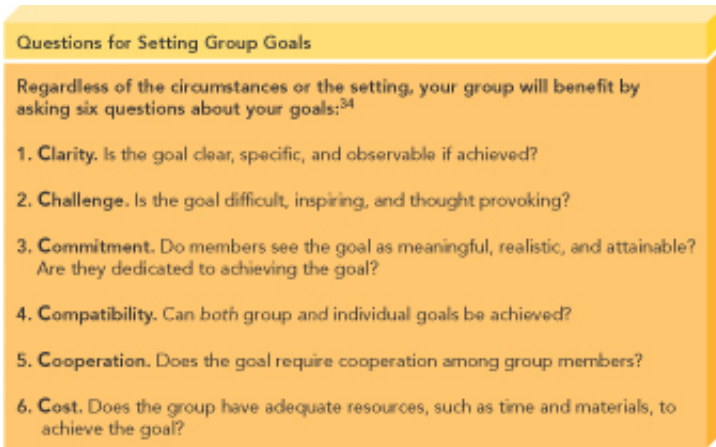 Questions for Setting Group Goals
Regardless of the circumstances or the setting, your group will benefit by
asking six questions about your goals:34
1. Clarity. Is the goal clear, specific, and observable if achieved?
2. Challenge. Is the goal difficult, inspiring, and thought provoking?
3. Commitment. Do members see the goal as meaningful, realistic, and attainable?
Are they dedicated to achieving the goal?
4. Compatibility. Can both group and individual goals be achieved?
5. Cooperation. Does the goal require cooperation among group members?
6. Cost. Does the group have adequate resources, such as time and materials, to
achieve the goal?